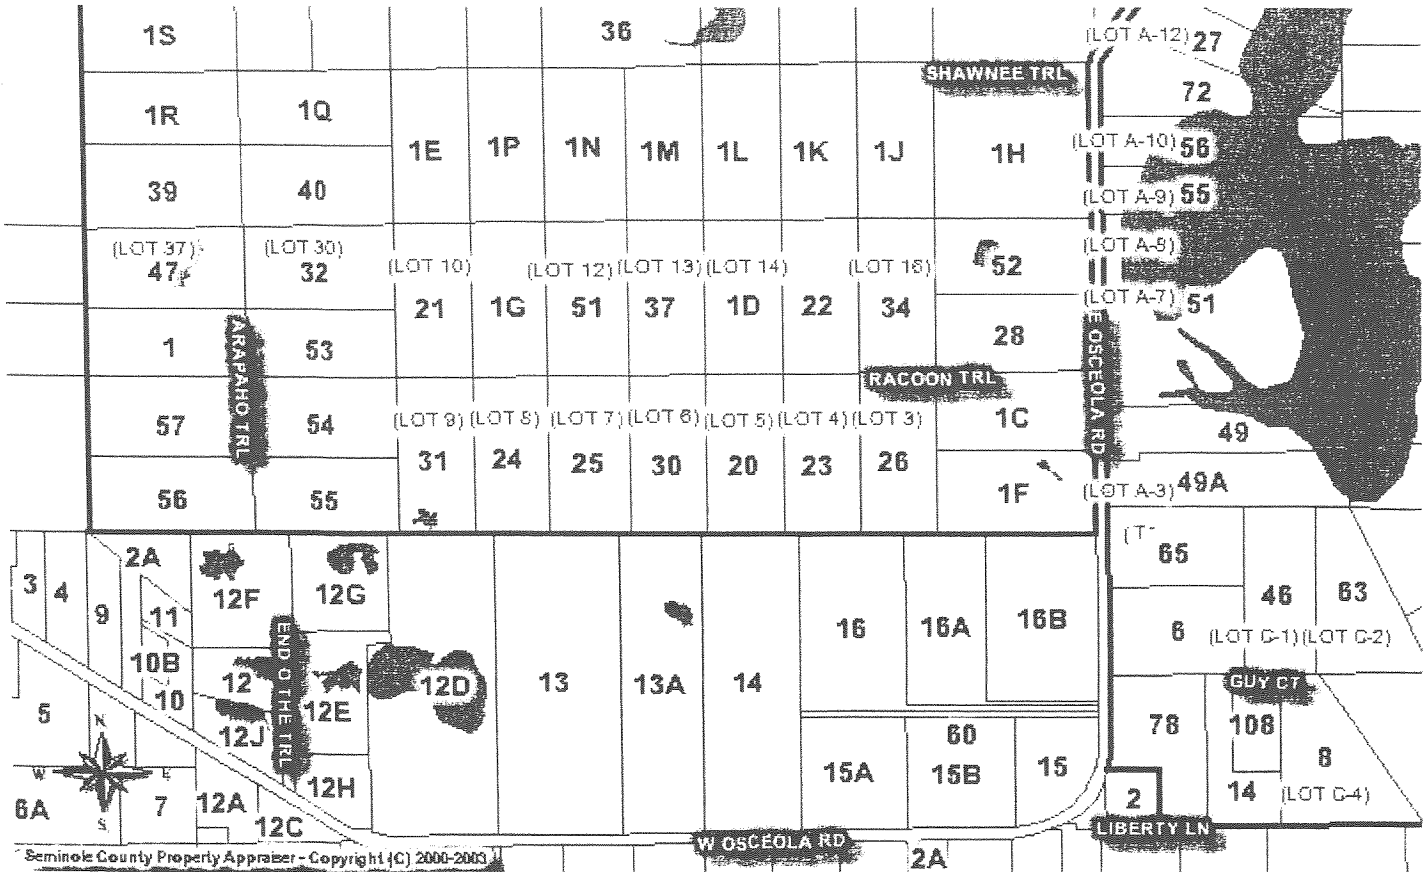 1S
36
(LOT A-12) 27
SHAWNEE TRL
72
1R
1Q
1E
1P
1N
1M
1L
1K
1J
1H
(LOT A-10) 56
39
40
(LOT A-9) 55
(LOT 37)
(LOT 30)
(LOT A-8)
47
32
(LOT 10)
(LOT 12)
(LOT 13)
(LOT 14)
(LOT 16)
52
21
1G
51
37
1D
22
34
(LOT A-7) 51
1
53
28
ARAPAHO TRL
E OSCEOLA RD
RACOON TRL
57
54
(LOT 9)
(LOT 8)
(LOT 7)
(LOT 6)
(LOT 5)
(LOT 4)
(LOT 3)
1C
49
31
24
25
30
20
23
26
56
55
1F
(LOT A-3) 49A
2A
65
3
4
9
11
12F
12G
16
16A
16B
6
46
63
(LOT C-1)
(LOT C-2)
10B
10
12
END O THE TRL
12E
12D
13
13A
14
GUY CT
5
12J
60
78
108
8
N
W
E
S
6A
7
12A
12C
12H
15A
15B
15
2
14
(LOT C-4)
LIBERTY LN
W OSCEOLA RD
2A
Seminole County Property Appraiser - Copyright (C) 2000-2003